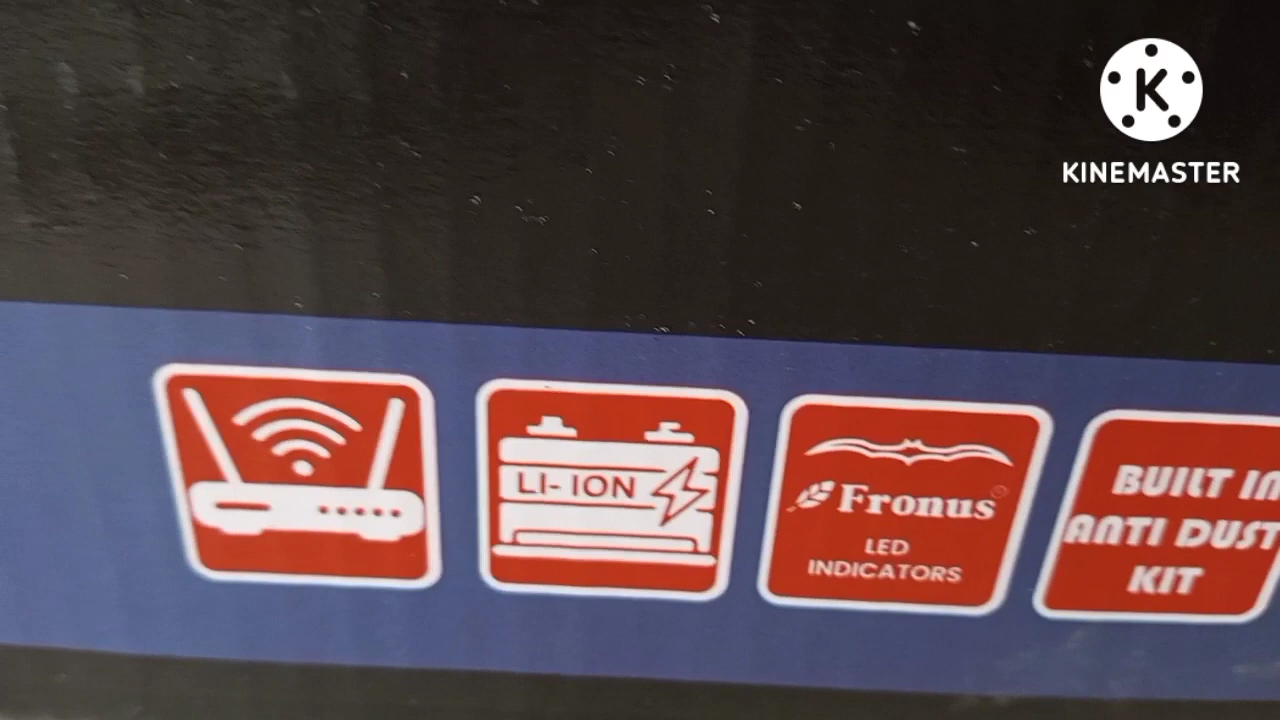 K
KINEMASTER
LI- ION
Fronus®
LED
INDICATORS
BUILT IN
ANTI DUST
KIT